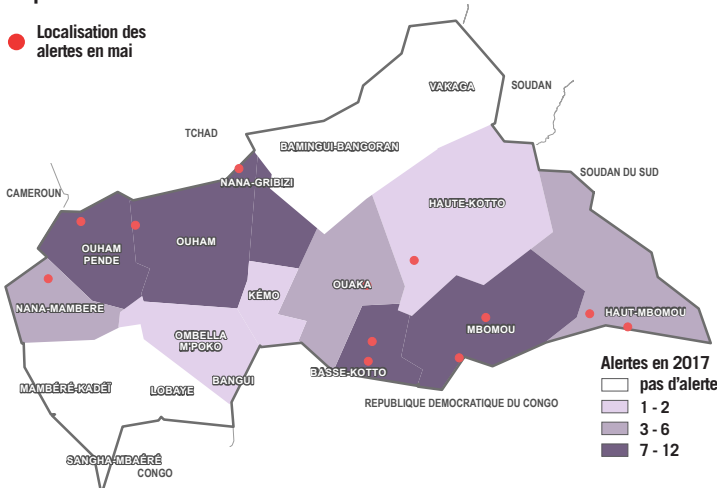 Localisation des
alertes en mai
VAKAGA
SOUDAN
TCHAD
BAMINGUI-BANGORAN
SOUDAN DU SUD
NANA-GRIBIZI
CAMEROUN
HAUTE-KOTTO
OUHAM
PENDE
OUHAM
OUAKA
KÉMO
NANA-MAMBERE
HAUT-MBOMOU
MBOMOU
OMBELLA
M'POKO
BASSE-KOTTO
BANGUI
MAMBÉRÉ-KADÉÏ
LOBAYE
REPUBLIQUE DEMOCRATIQUE DU CONGO
SANGHA-MBAÉRÉ
CONGO
Alertes en 2017
pas d'alerte
1 - 2
3 - 6
7 - 12